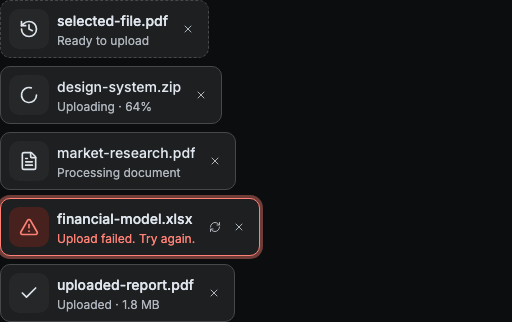 selected-file.pdf
Ready to upload
design-system.zip
Uploading · 64%
market-research.pdf
Processing document
financial-model.xlsx
Upload failed. Try again.
uploaded-report.pdf
Uploaded · 1.8 MB